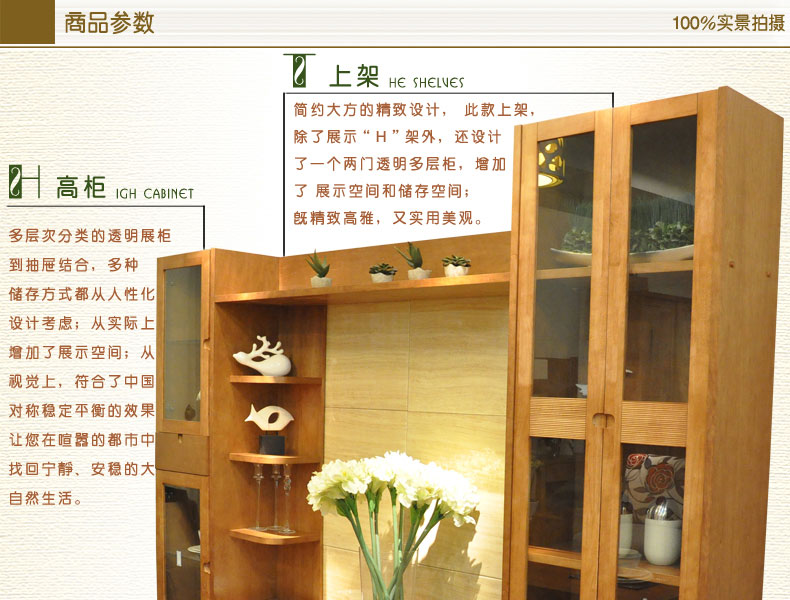 商品参数
100%实景拍摄
上架 THE SHELVES
简约大方的精致设计， 此款上架，
除了展示“H”架外，还设计
了一个两门透明多层柜，增加
了 展示空间和储存空间；
既精致高雅，又实用美观。
高柜 HIGH CABINET
多层次分类的透明展柜
到抽屉结合，多种
储存方式都从人性化
设计考虑；从实际上
增加了展示空间；从
视觉上，符合了中国
对称稳定平衡的效果
让您在喧嚣的都市中
找回宁静、安稳的大
自然生活。